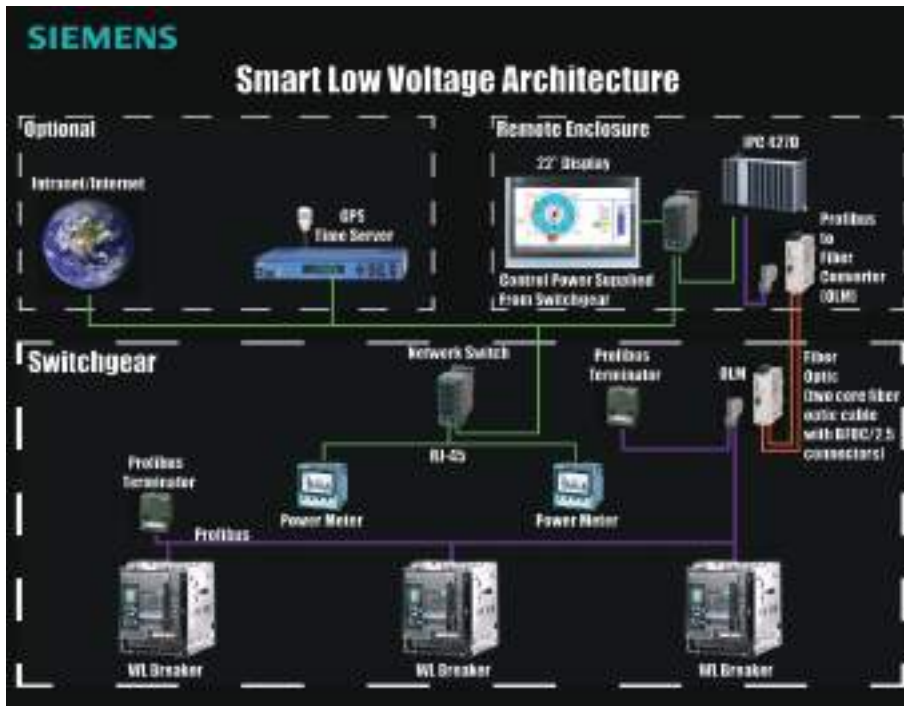 SIEMENS
Smart Low Voltage Architecture
Optional
Intranet/Internet
GPS
Time Server
Remote Enclosure
22" Display
IPC 427D
Control Power Supplied
From Switchgear
Profibus
to
Fiber
Converter
(OLM)
Switchgear
Network Switch
RJ-45
Profibus
Terminator
OLM
Fiber
Optic
(two core fiber
optic cable
with BFOC/2.5
connectors)
Profibus
Terminator
Power Meter
Power Meter
Profibus
WL Breaker
WL Breaker
WL Breaker